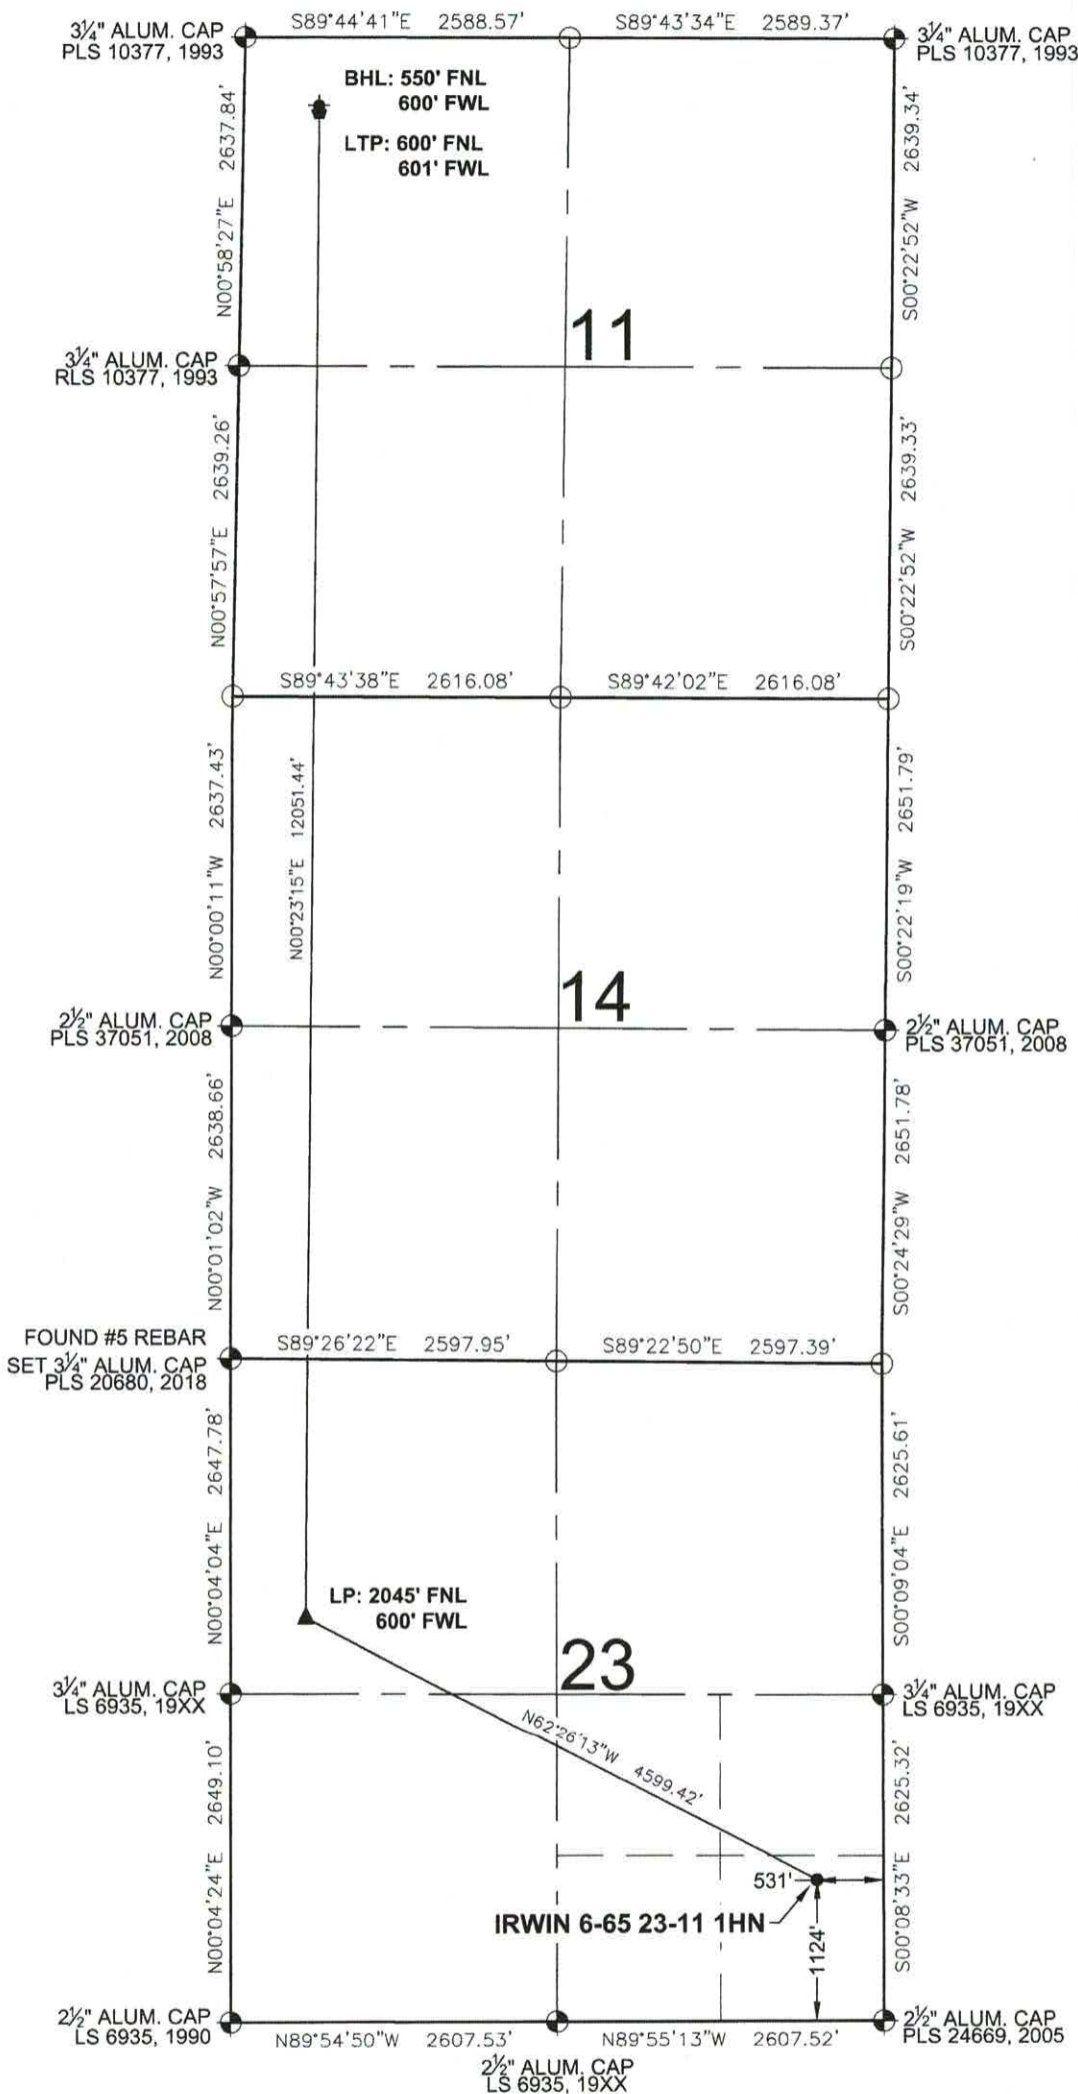 S89°44'41"E 2588.57'
S89°43'34"E 2589.37'
3¼" ALUM. CAP
PLS 10377, 1993
3¼" ALUM. CAP
PLS 10377, 1993
BHL: 550' FNL
600' FWL
LTP: 600' FNL
601' FWL
N00°58'27"E 2637.84'
S00°22'52"W 2639.34'
11
3¼" ALUM. CAP
RLS 10377, 1993
N00°57'57"E 2639.26'
S00°22'52"W 2639.33'
S89°43'38"E 2616.08'
S89°42'02"E 2616.08'
N00°00'11"W 2637.43'
N00°23'15"E 12051.44'
S00°22'19"W 2651.79'
14
2½" ALUM. CAP
PLS 37051, 2008
2½" ALUM. CAP
PLS 37051, 2008
N00°01'02"W 2638.66'
S00°24'29"W 2651.78'
FOUND #5 REBAR
SET 3¼" ALUM. CAP
PLS 20680, 2018
S89°26'22"E 2597.95'
S89°22'50"E 2597.39'
N00°04'04"E 2647.78'
S00°09'04"E 2625.61'
LP: 2045' FNL
600' FWL
23
3¼" ALUM. CAP
LS 6935, 19XX
3¼" ALUM. CAP
LS 6935, 19XX
N62°26'13"W 4599.42'
N00°04'24"E 2649.10'
S00°08'33"E 2625.32'
531'
IRWIN 6-65 23-11 1HN
1124'
2½" ALUM. CAP
LS 6935, 1990
N89°54'50"W 2607.53'
N89°55'13"W 2607.52'
2½" ALUM. CAP
PLS 24669, 2005
2½" ALUM. CAP
LS 6935, 19XX